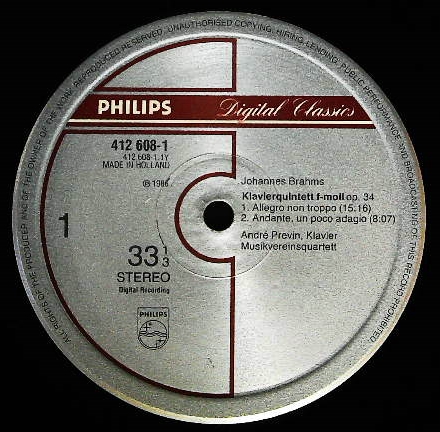 ALL RIGHTS OF THE PRODUCER AND OF THE OWNER OF THE WORK REPRODUCED RESERVED. UNAUTHORISED COPYING, HIRING, LENDING, PUBLIC PERFORMANCE AND BROADCASTING OF THIS RECORD PROHIBITED.
PHILIPS Digital Classics
412 608-1
412 608-1.1Y
MADE IN HOLLAND
℗ 1986
Johannes Brahms
Klavierquintett f-moll op. 34
1. Allegro non troppo (15.16)
2. Andante, un poco adagio (8:07)
André Previn, Klavier
Musikvereinsquartett
1
33 1/3
STEREO
Digital Recording
PHILIPS